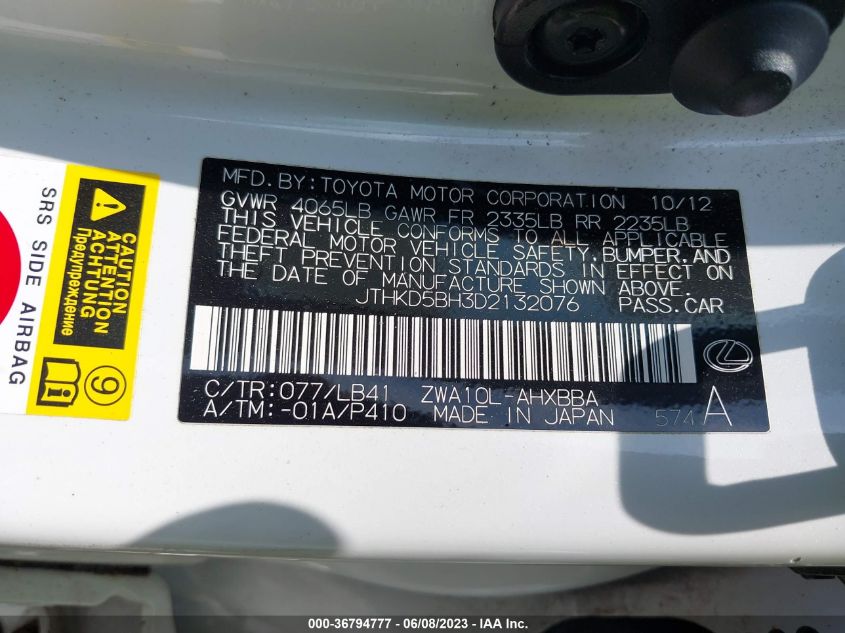 SRS SIDE AIRBAG
CAUTION
ATTENTION
ACHTUNG
Предупреждение
9
MFD. BY: TOYOTA MOTOR CORPORATION 10/12
GVWR 4065LB GAWR FR 2335LB RR 2235LB
THIS VEHICLE CONFORMS TO ALL APPLICABLE
FEDERAL MOTOR VEHICLE SAFETY, BUMPER, AND
THEFT PREVENTION STANDARDS IN EFFECT ON
THE DATE OF MANUFACTURE SHOWN ABOVE.
JTHKD5BH3D2132076 PASS. CAR
C/TR: 077/LB41 ZWA10L-AHXBBA
A/TM: -01A/P410 MADE IN JAPAN 574 A
000-36794777 - 06/08/2023 - IAA Inc.